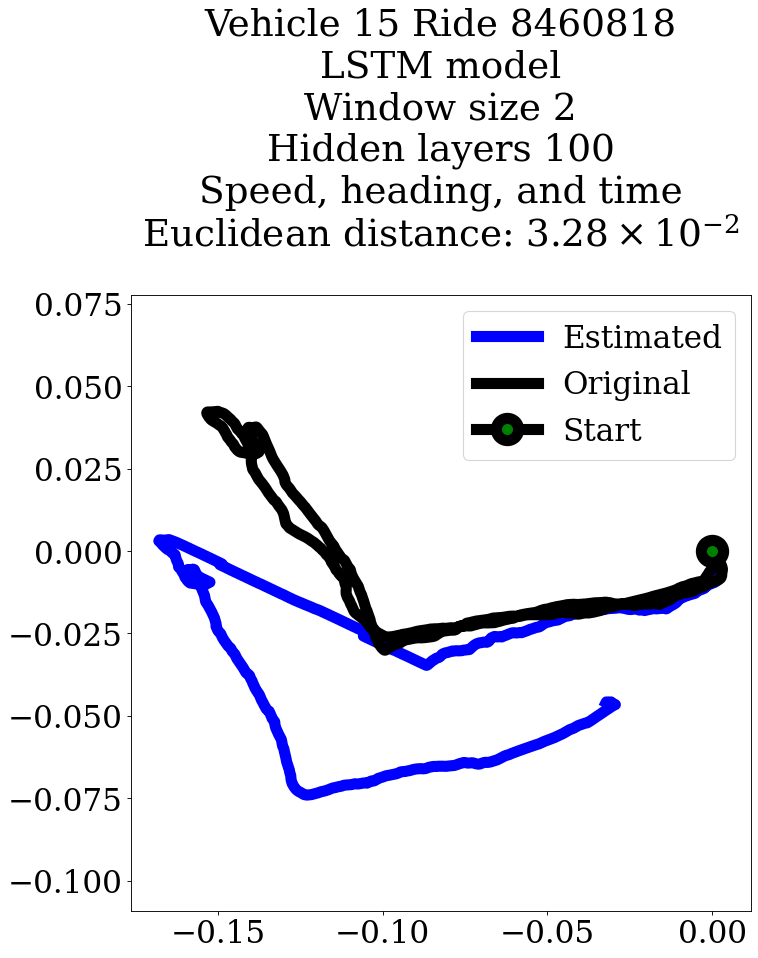 Vehicle 15 Ride 8460818
LSTM model
Window size 2
Hidden layers 100
Speed, heading, and time
Euclidean distance: 3.28 × 10⁻²
0.075
0.050
0.025
0.000
−0.025
−0.050
−0.075
−0.100
Estimated
Original
Start
−0.15 −0.10 −0.05 0.00